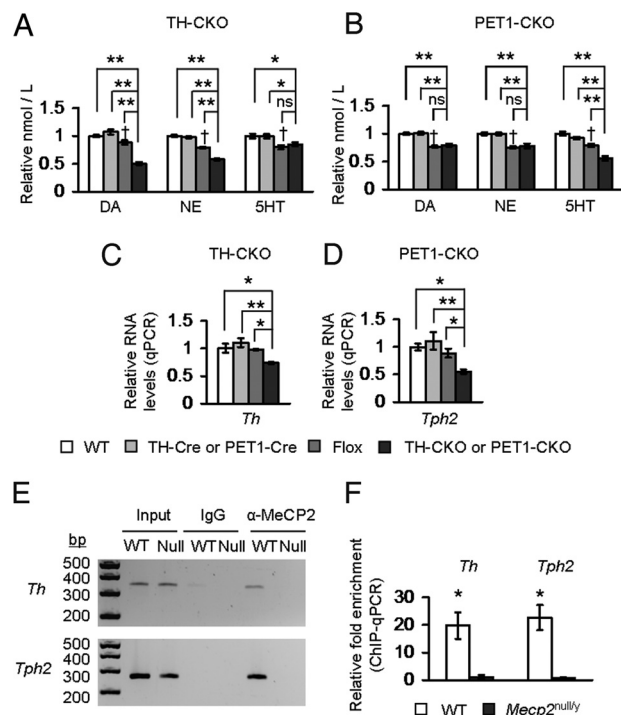 A TH-CKO
** ** *
** ** *
** ** ns
†
†
†
Relative nmol / L
1.5
1
0.5
0
DA NE 5HT
B PET1-CKO
** ** **
** ** **
ns ns **
†
†
†
Relative nmol / L
1.5
1
0.5
0
DA NE 5HT
C TH-CKO
*
**
*
Relative RNA
levels (qPCR)
1.5
1
0.5
0
Th
D PET1-CKO
*
**
*
Relative RNA
levels (qPCR)
1.5
1
0.5
0
Tph2
WT TH-Cre or PET1-Cre Flox TH-CKO or PET1-CKO
E
Input IgG α-MeCP2
bp WT Null WT Null WT Null
500
400
300
200
Th
500
400
300
200
Tph2
F
Th Tph2
* *
Relative fold enrichment
(ChIP-qPCR)
30
20
10
0
WT Mecp2null/y